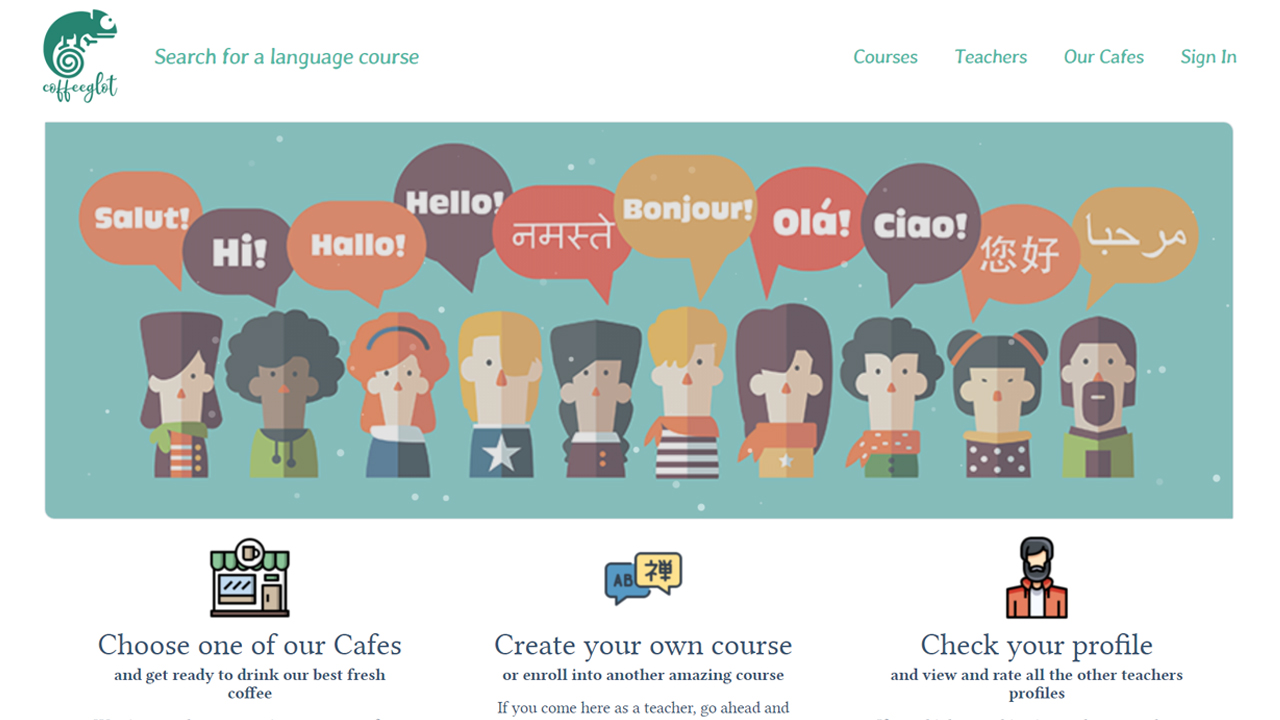 coffeeglot
Search for a language course
Courses
Teachers
Our Cafes
Sign In
Salut!
Hi!
Hallo!
Hello!
नमस्ते
Bonjour!
Olá!
Ciao!
您好
مرحبا
AB
禅
Choose one of our Cafes
and get ready to drink our best fresh
coffee
Create your own course
or enroll into another amazing course
If you come here as a teacher, go ahead and
Check your profile
and view and rate all the other teachers
profiles